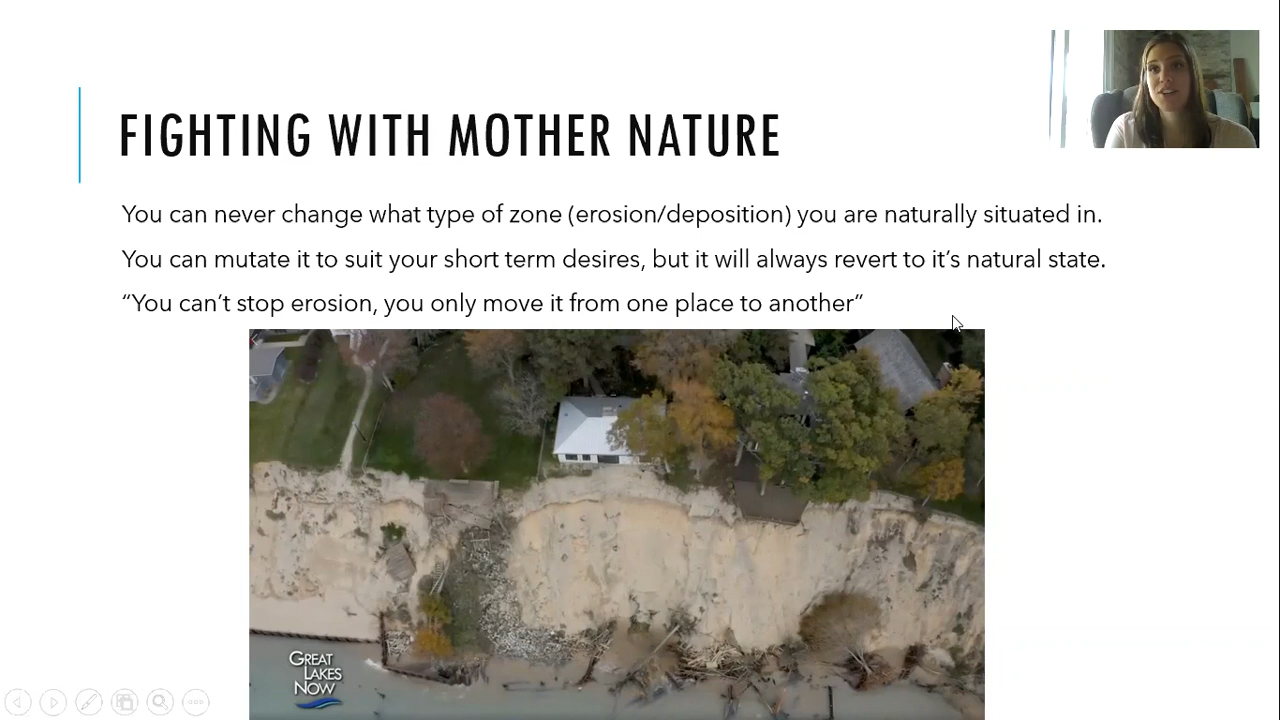 FIGHTING WITH MOTHER NATURE
You can never change what type of zone (erosion/deposition) you are naturally situated in.
You can mutate it to suit your short term desires, but it will always revert to it’s natural state.
“You can’t stop erosion, you only move it from one place to another”
GREAT
LAKES
NOW